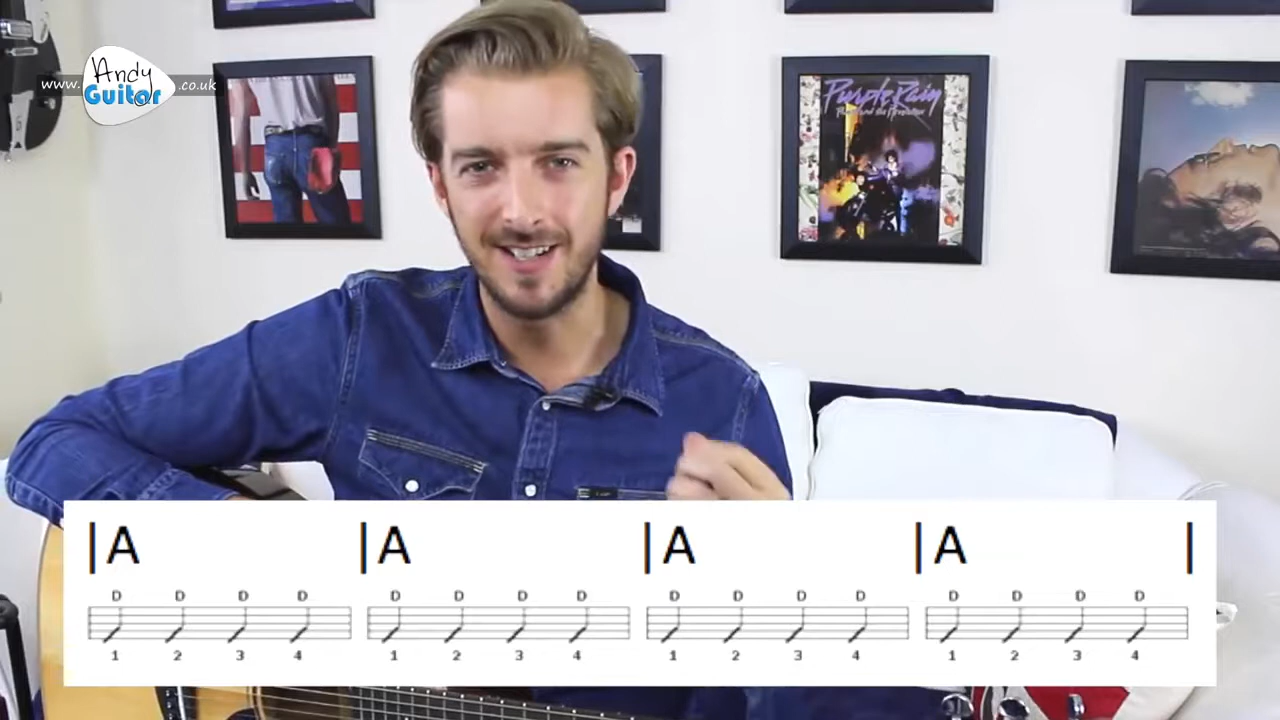 www. Andy .co.uk
Guitar
Purple Rain
|A |A |A |A |
D D D D D D D D D D D D D D D D
1 2 3 4 1 2 3 4 1 2 3 4 1 2 3 4